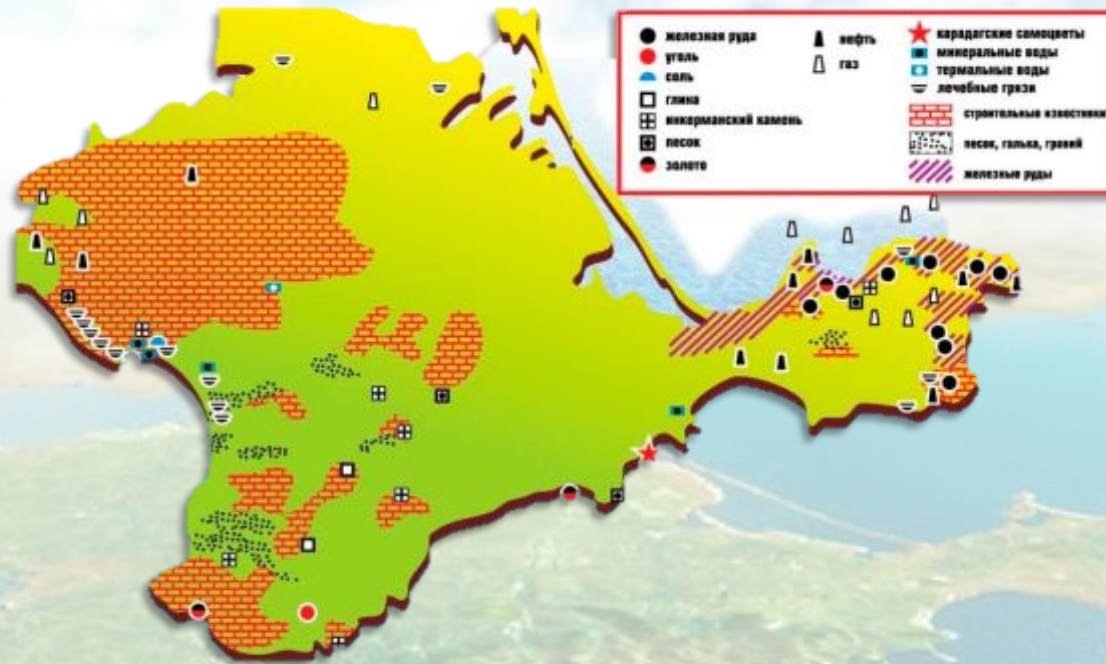 железная руда
уголь
соль
глина
инкерманский камень
песок
золото
нефть
газ
карадагские самоцветы
минеральные воды
термальные воды
лечебные грязи
строительные известняки
песок, галька, гравий
железные руды